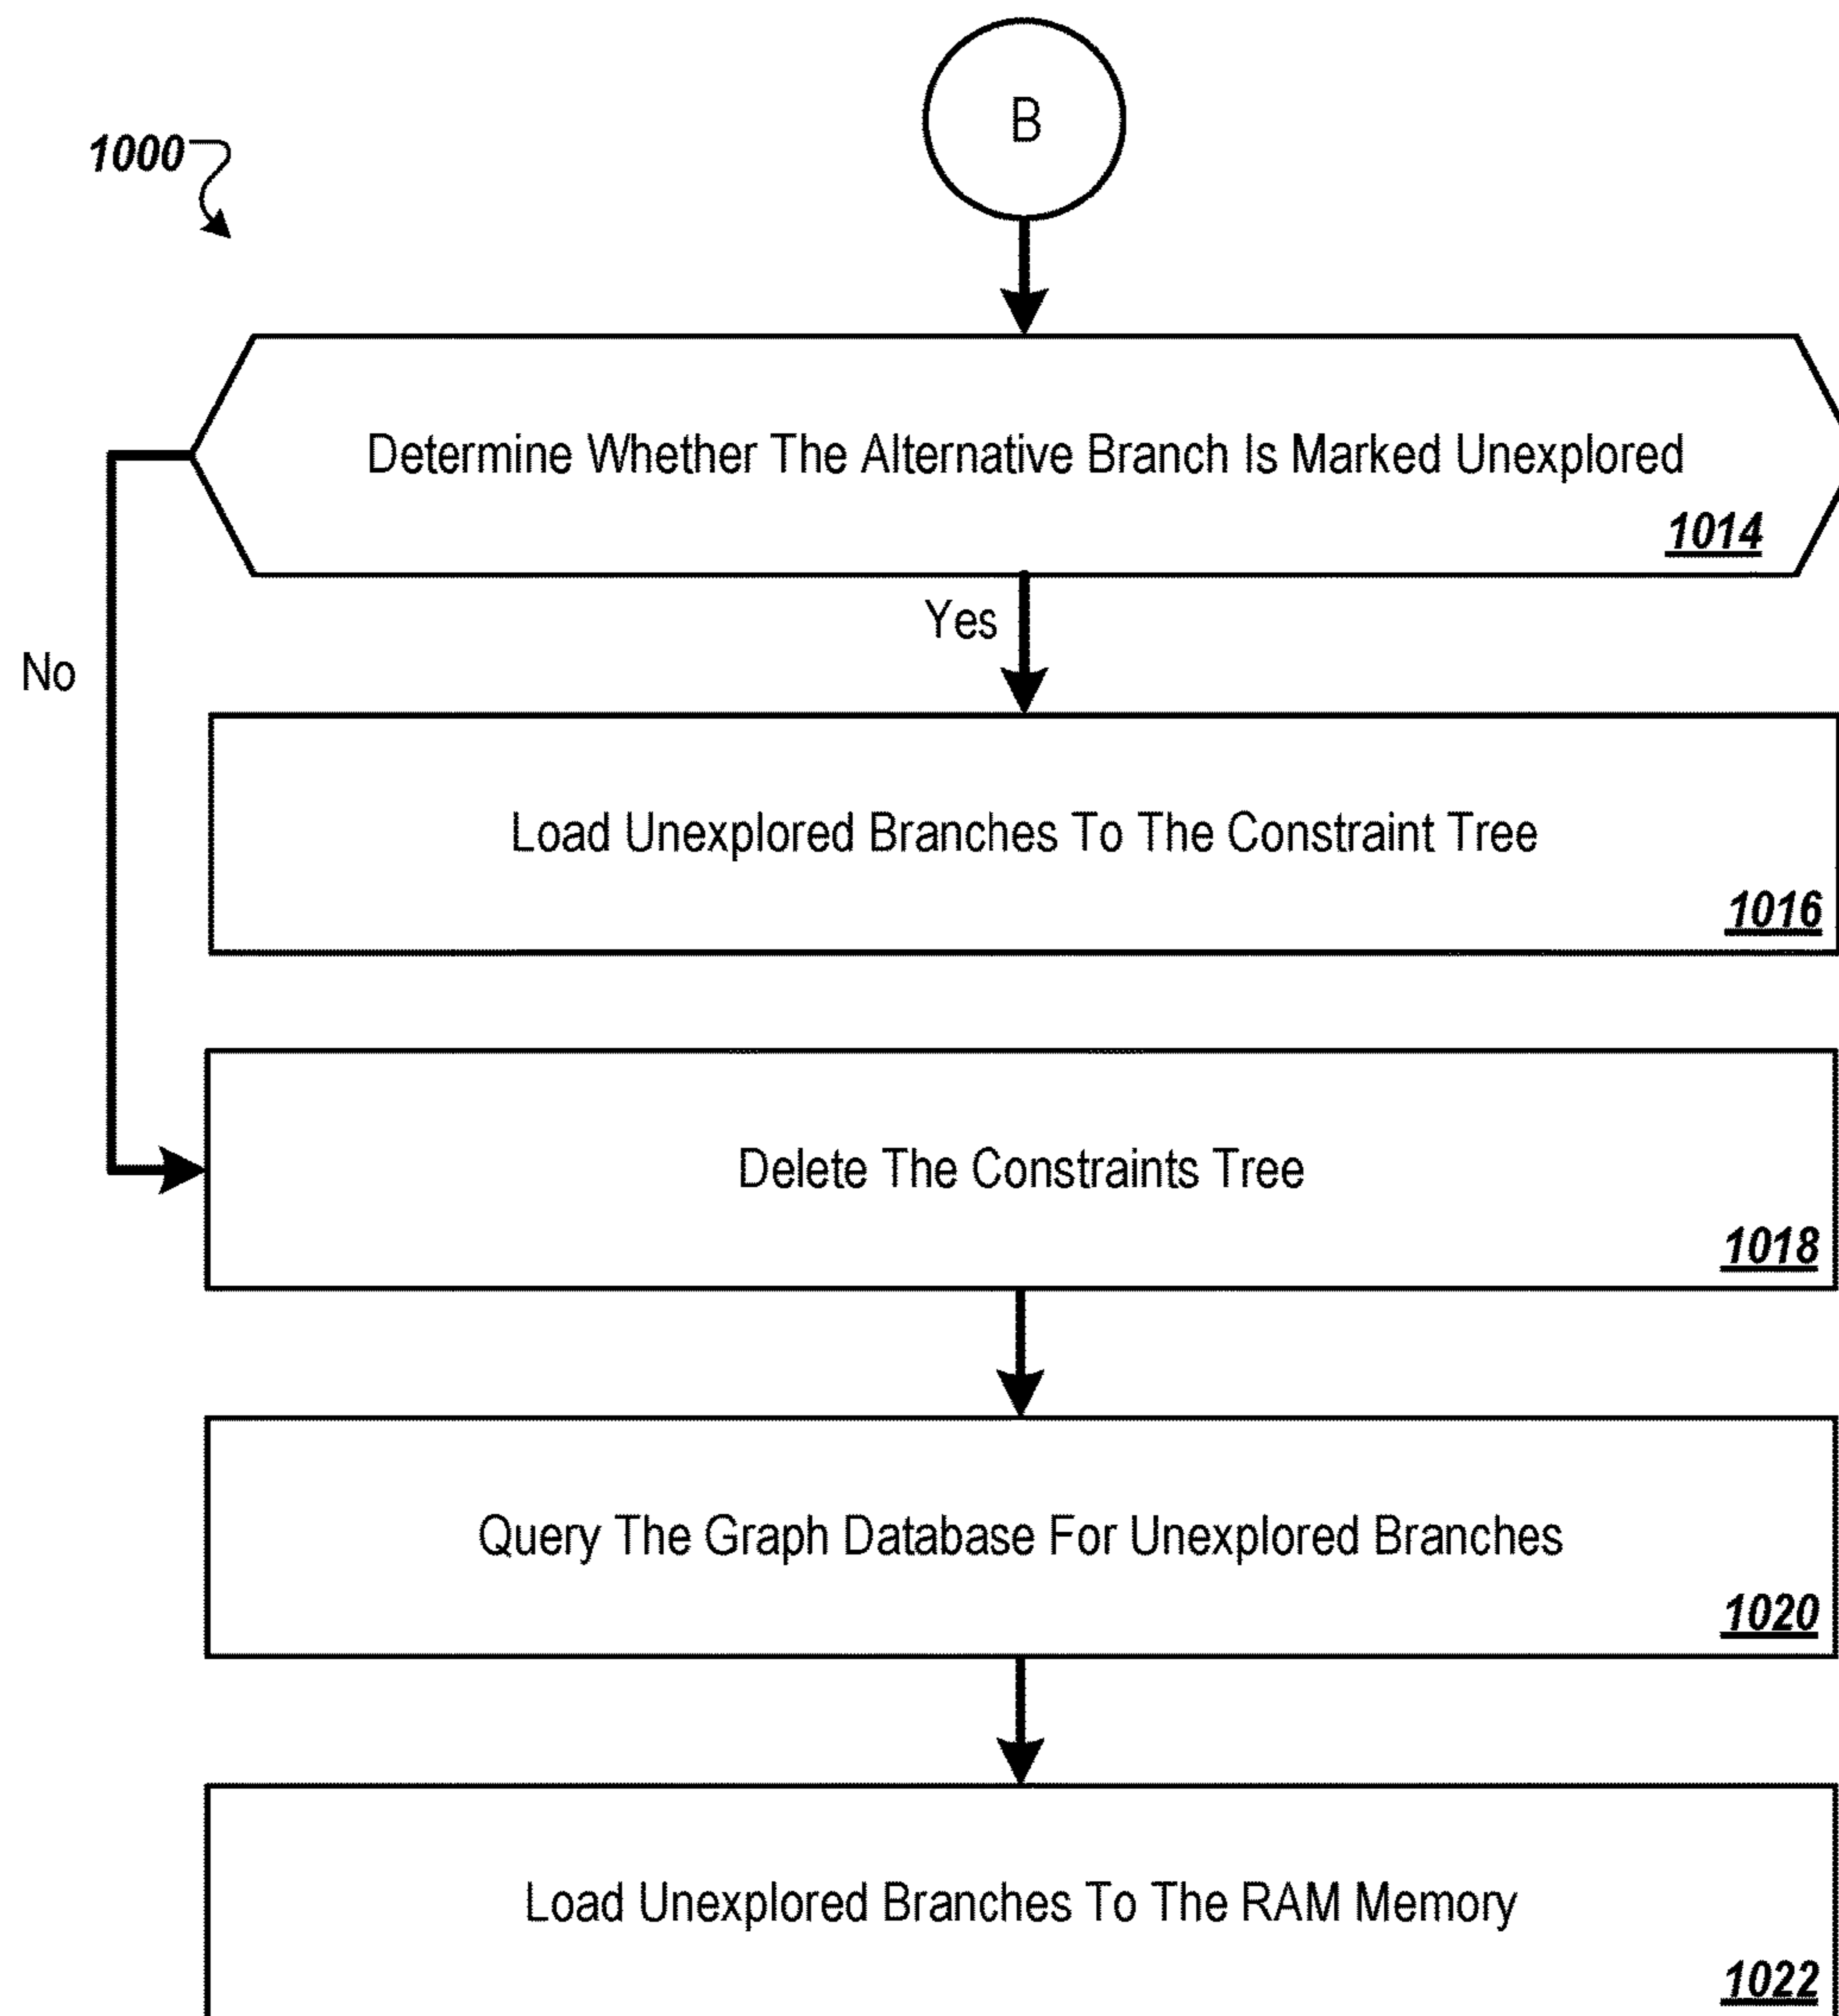 B
1000
Determine Whether The Alternative Branch Is Marked Unexplored
1014
Yes
No
Load Unexplored Branches To The Constraint Tree
1016
Delete The Constraints Tree
1018
Query The Graph Database For Unexplored Branches
1020
Load Unexplored Branches To The RAM Memory
1022